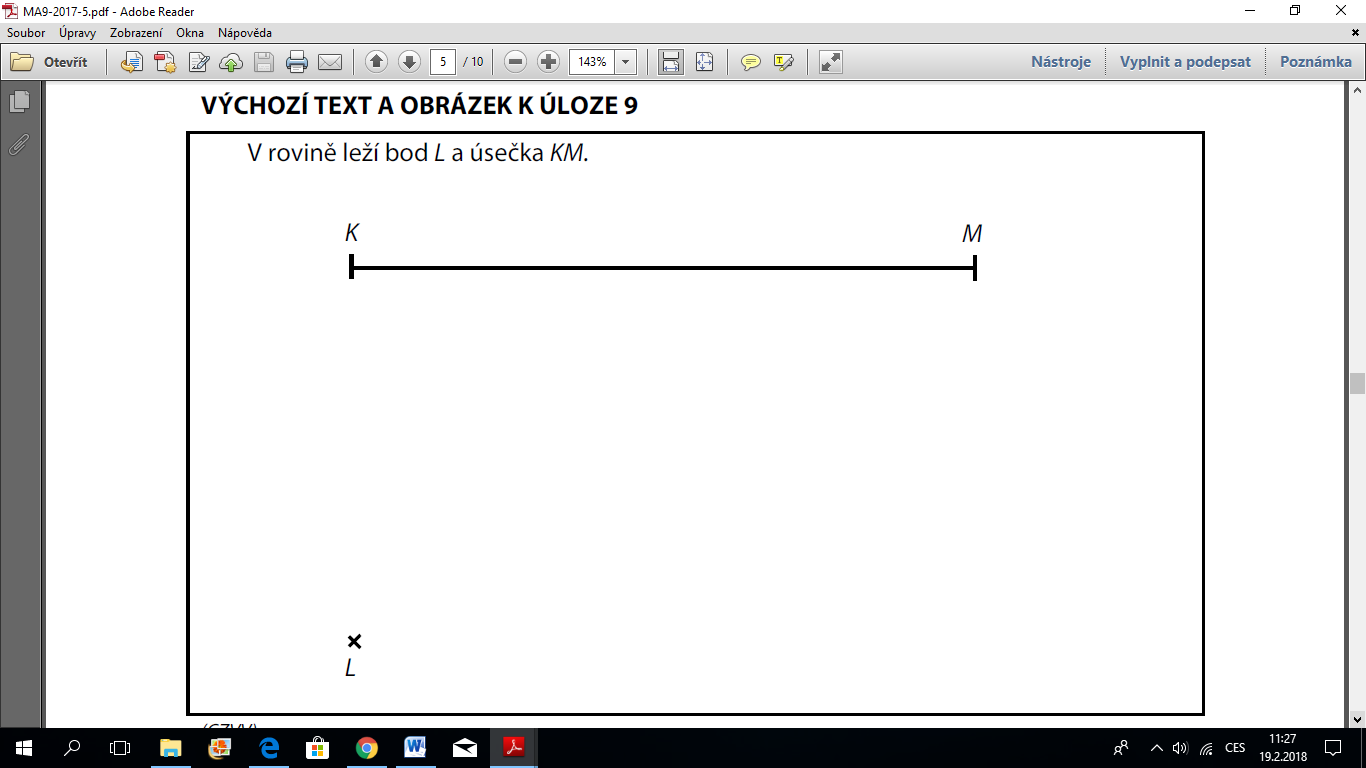 MA9-2017-5.pdf - Adobe Reader
Soubor Úpravy Zobrazení Okna Nápověda
Otevřít 5 / 10 143% Nástroje Vyplnit a podepsat Poznámka
VÝCHOZÍ TEXT A OBRÁZEK K ÚLOZE 9
V rovině leží bod L a úsečka KM.
K M
L
CES
11:27
19.2.2018